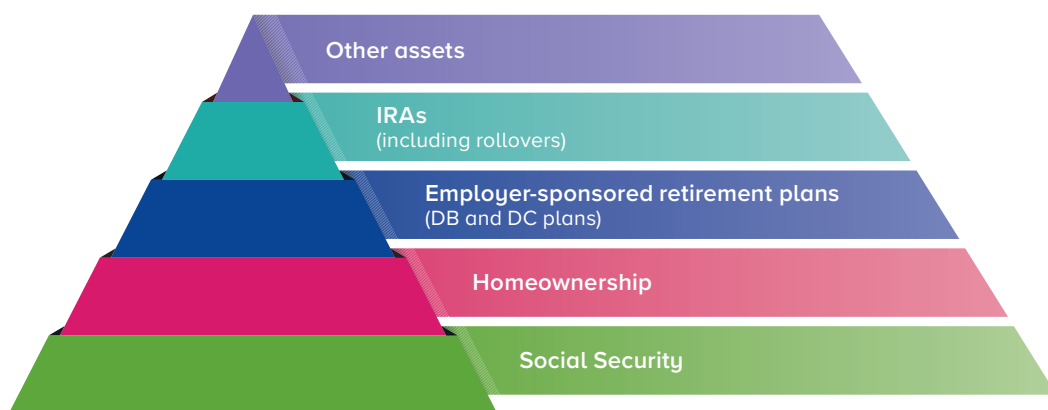 Other assets
IRAs
(including rollovers)
Employer-sponsored retirement plans
(DB and DC plans)
Homeownership
Social Security